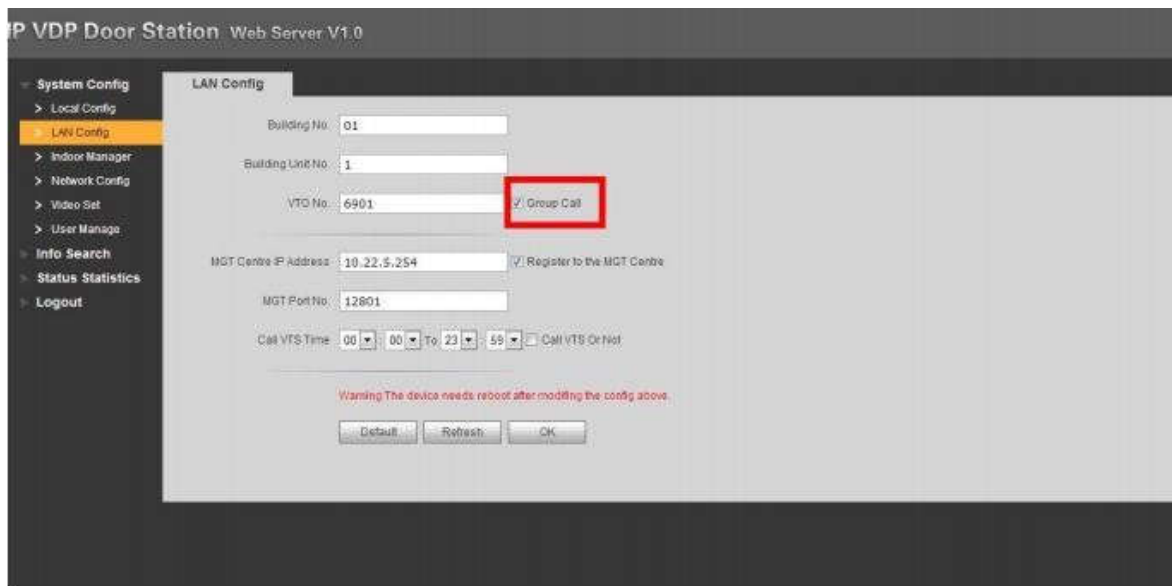 IP VDP Door Station Web Server V1.0
System Config
> Local Config
> LAN Config
> Indoor Manager
> Network Config
> Video Set
> User Manage
Info Search
Status Statistics
Logout
LAN Config
Building No. 01
Building Unit No. 1
VTO No. 6901 Group Call
MGT Centre IP Address 10.22.5.254 Register to the MGT Centre
MGT Port No. 12801
Call VTS Time 00 : 00 To 23 : 59 Call VTS Or Not
Warning:The device needs reboot after modifing the config above.
Default Refresh OK